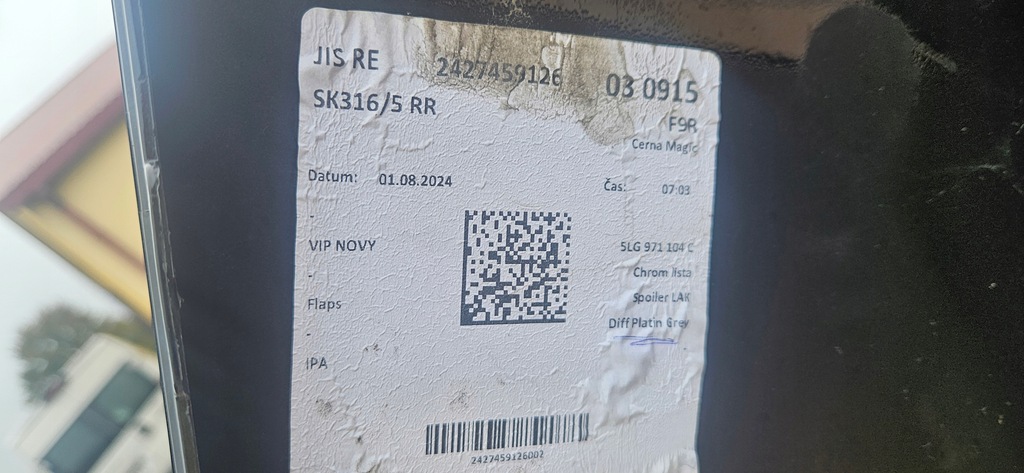 JIS RE 2427459126 03 0915
SK316/5 RR F9R
Cerna Magic
Datum: 01.08.2024 Čas: 07:03
-
VIP NOVY 5LG 971 104 C
- Chrom lista
Flaps Spoiler LAK
- Diff Platin Grey
IPA
2427459126002